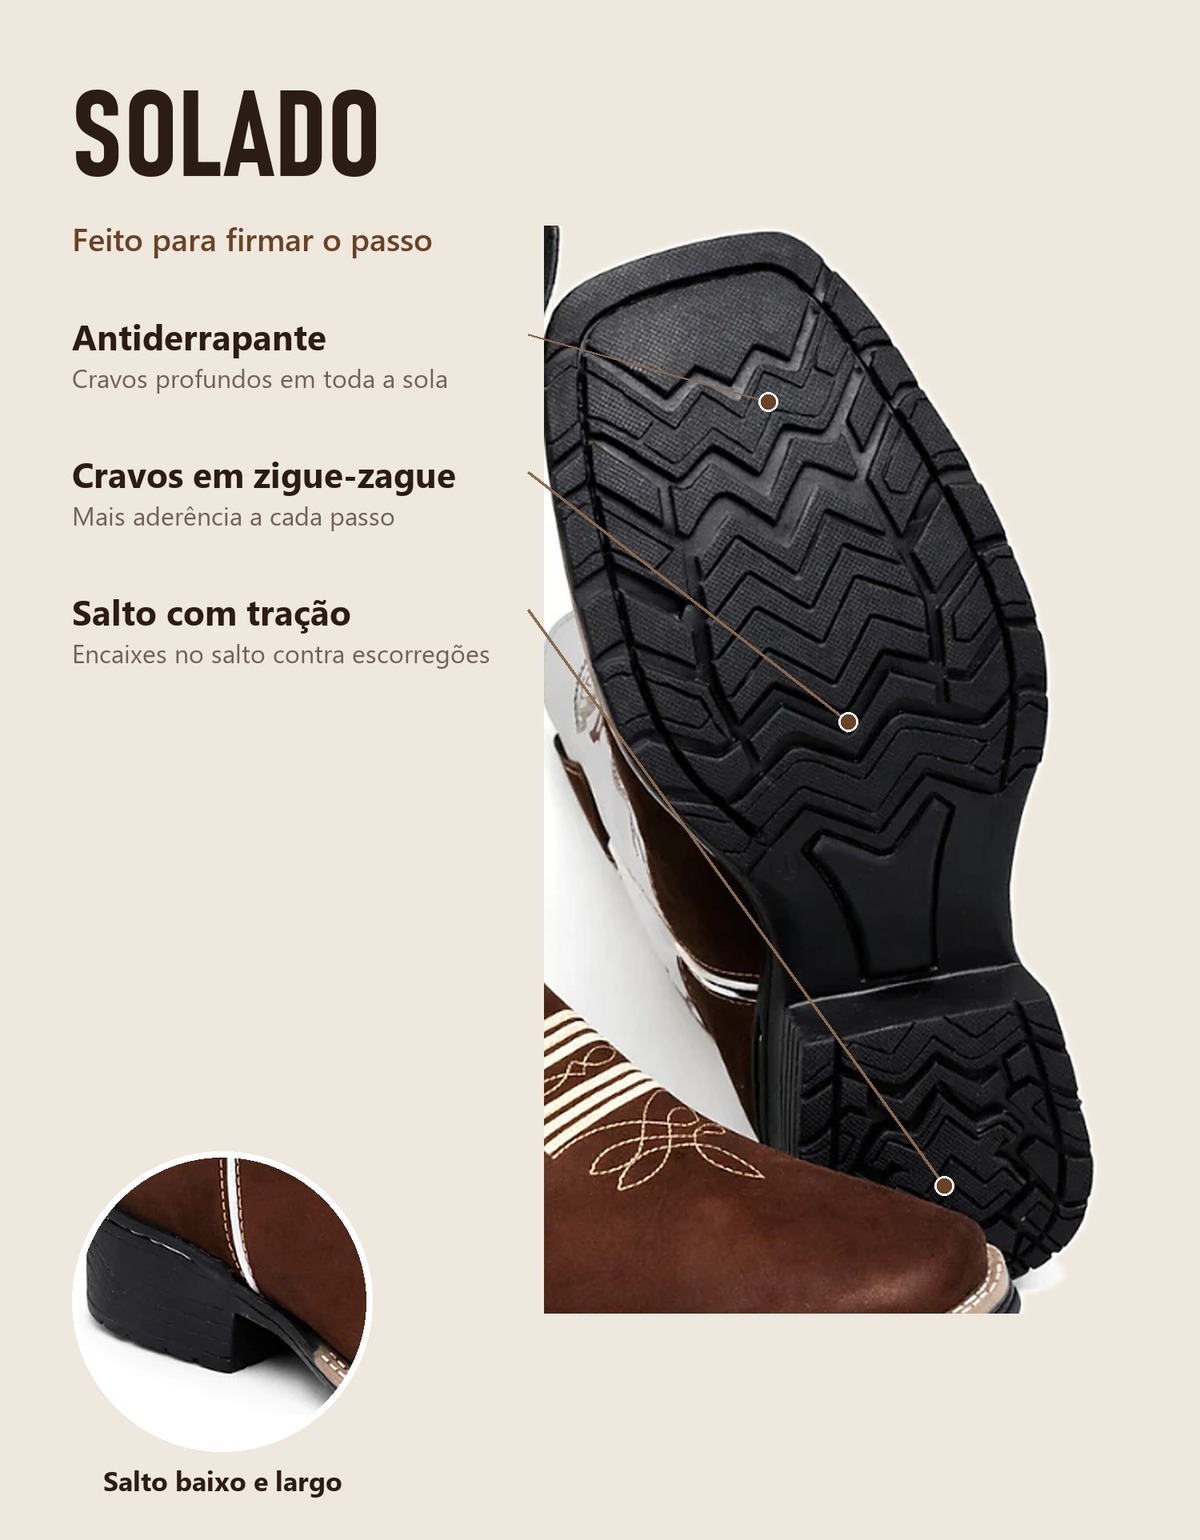 SOLADO
Feito para firmar o passo
Antiderrapante
Cravos profundos em toda a sola
Cravos em zigue-zague
Mais aderência a cada passo
Salto com tração
Encaixes no salto contra escorregões
Salto baixo e largo